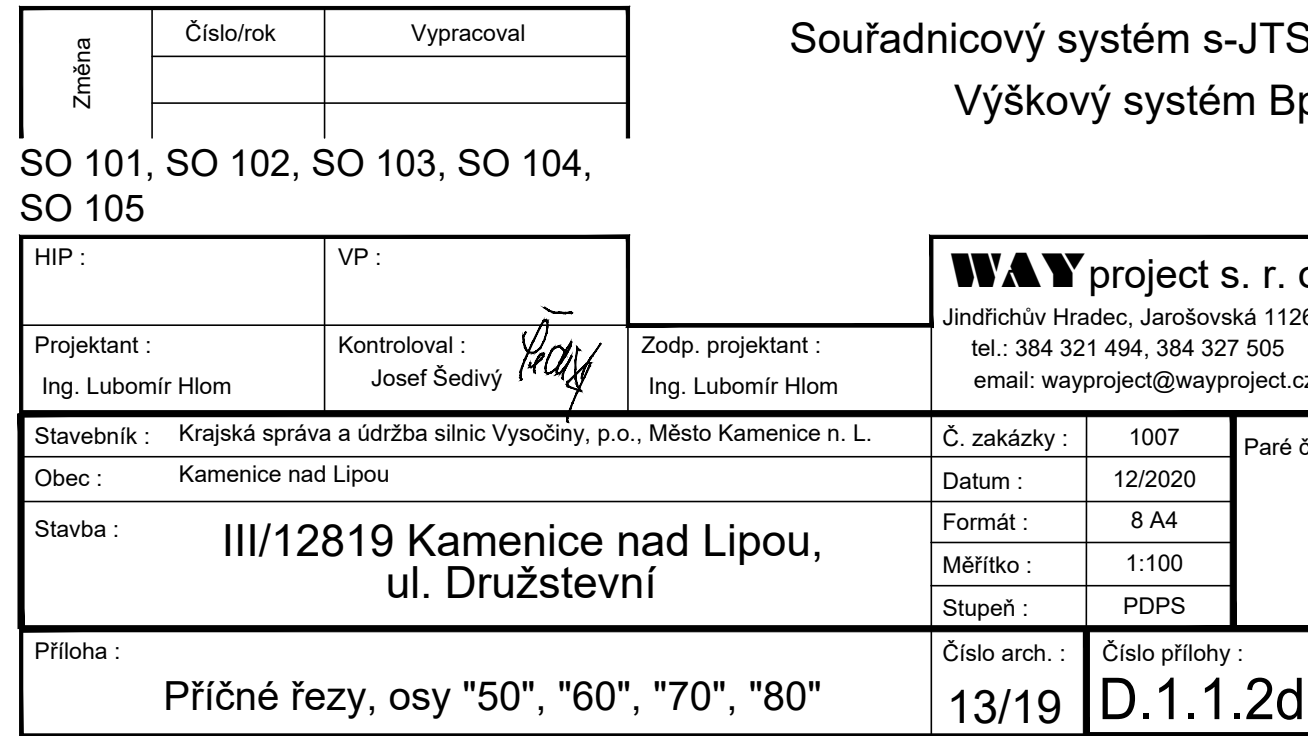 Změna
Číslo/rok
Vypracoval
Souřadnicový systém s-JTS
Výškový systém Bp
SO 101, SO 102, SO 103, SO 104,
SO 105
HIP :
VP :
WAY project s. r. o
Jindřichův Hradec, Jarošovská 1126
tel.: 384 321 494, 384 327 505
email: wayproject@wayproject.cz
Projektant :
Ing. Lubomír Hlom
Kontroloval :
Josef Šedivý
Zodp. projektant :
Ing. Lubomír Hlom
Stavebník : Krajská správa a údržba silnic Vysočiny, p.o., Město Kamenice n. L.
Obec : Kamenice nad Lipou
Stavba : III/12819 Kamenice nad Lipou,
ul. Družstevní
Č. zakázky : 1007
Datum : 12/2020
Formát : 8 A4
Měřítko : 1:100
Stupeň : PDPS
Paré č
Příloha :
Příčné řezy, osy "50", "60", "70", "80"
Číslo arch. :
13/19
Číslo přílohy :
D.1.1.2d